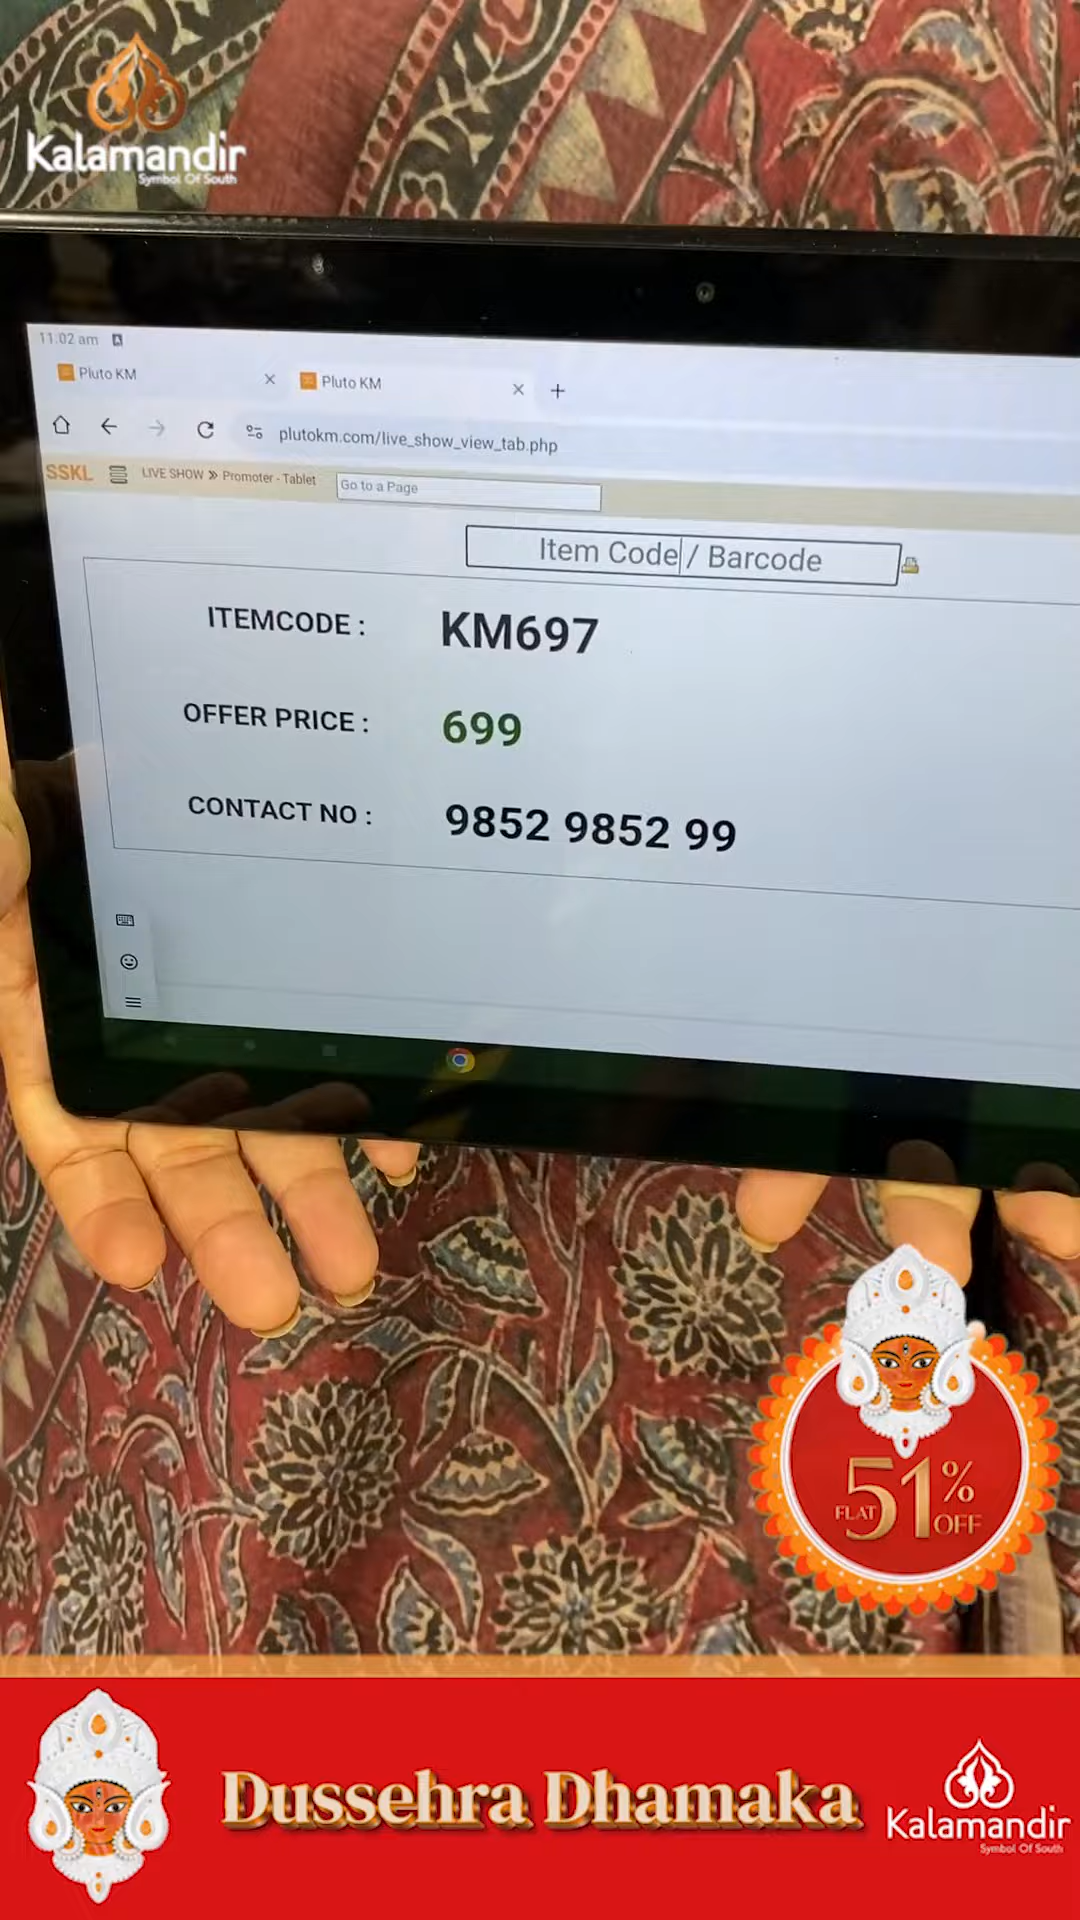 Kalamandir
Symbol Of South
11:02 am
Pluto KM
Pluto KM
plutokm.com/live_show_view_tab.php
SSKL
LIVE SHOW » Promoter - Tablet
Go to a Page
Item Code / Barcode
ITEMCODE : KM697
OFFER PRICE : 699
CONTACT NO : 9852 9852 99
FLAT 51% OFF
Dussehra Dhamaka
Kalamandir
Symbol Of South